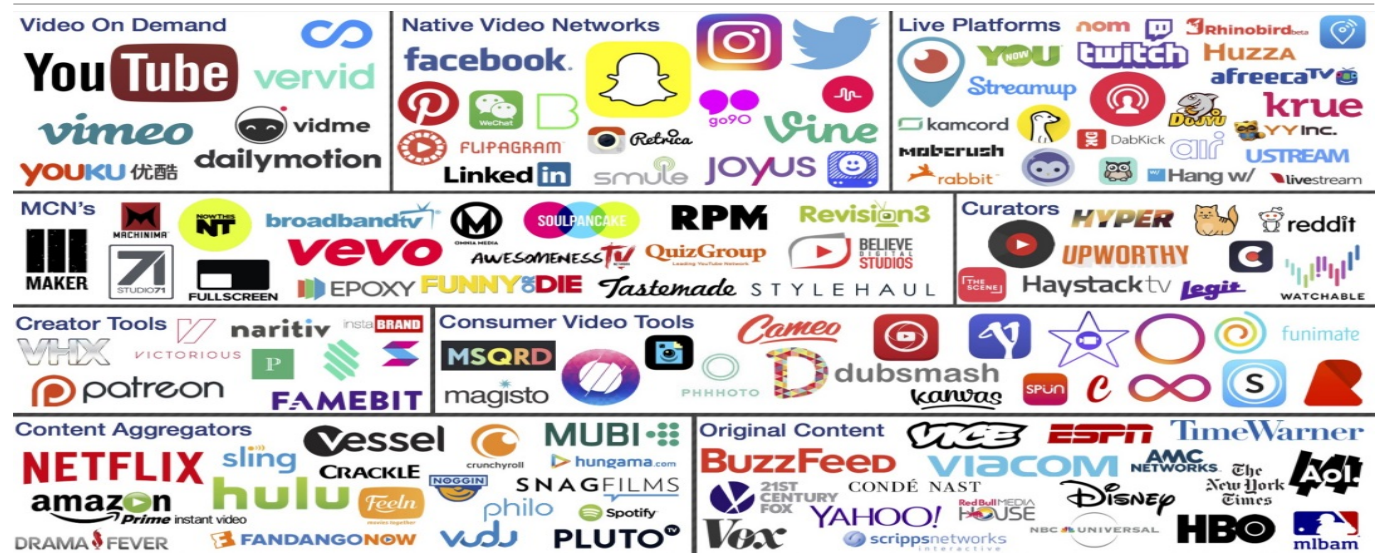 Video On Demand
YouTube
vervid
vimeo
vidme
YOUKU 优酷
dailymotion
Native Video Networks
facebook.
WeChat
go90
FLIPAGRAM
Retrica
Vine
LinkedIn
smule
JOYUS
Live Platforms
nom
Rhinobird beta
YOU NOW
twitch
HUZZA
Streamup
afreecaTV
krue
kamcord
DOUYU
YY INC.
DabKick
mobcrush
air
USTREAM
rabbit
Hang w/
livestream
MCN's
MACHINIMA
NOWTHIS
NT
broadbandtv
OMNIA MEDIA
SOULPANCAKE
RPM
Revision3
MAKER
STUDIO71
vevo
AWESOMENESS TV
QuizGroup
Leading YouTube Network
BELIEVE
DIGITAL
STUDIOS
FULLSCREEN
EPOXY
FUNNY OR DIE
Tastemade
STYLEHAUL
Curators
HYPER
reddit
UPWORTHY
THE SCENE
Haystack tv
Legit
WATCHABLE
Creator Tools
naritiv
instaBRAND
VHX
VICTORIOUS
P
patreon
FAMEBIT
Consumer Video Tools
Cameo
MSQRD
funimate
magisto
PHHHOTO
D
dubsmash
kanvas
SPUN
C
S
Content Aggregators
Vessel
crunchyroll
MUBI
NETFLIX
sling
CRACKLE
hungama.com
amazon
Prime instant video
hulu
Feeln
movies together
NOGGIN
SNAGFILMS
philo
Spotify
DRAMA FEVER
FANDANGONOW
VUDU
PLUTO TV
Original Content
VICE
ESPN
TimeWarner
BuzzFeed
VIACOM
AMC
NETWORKS
The
New York
Times
Aol.
21ST
CENTURY
FOX
CONDÉ NAST
YAHOO!
Red Bull MEDIA
HOUSE
DISNEY
Vox
scrippsnetworks
interactive
NBCUNIVERSAL
HBO
mlbam